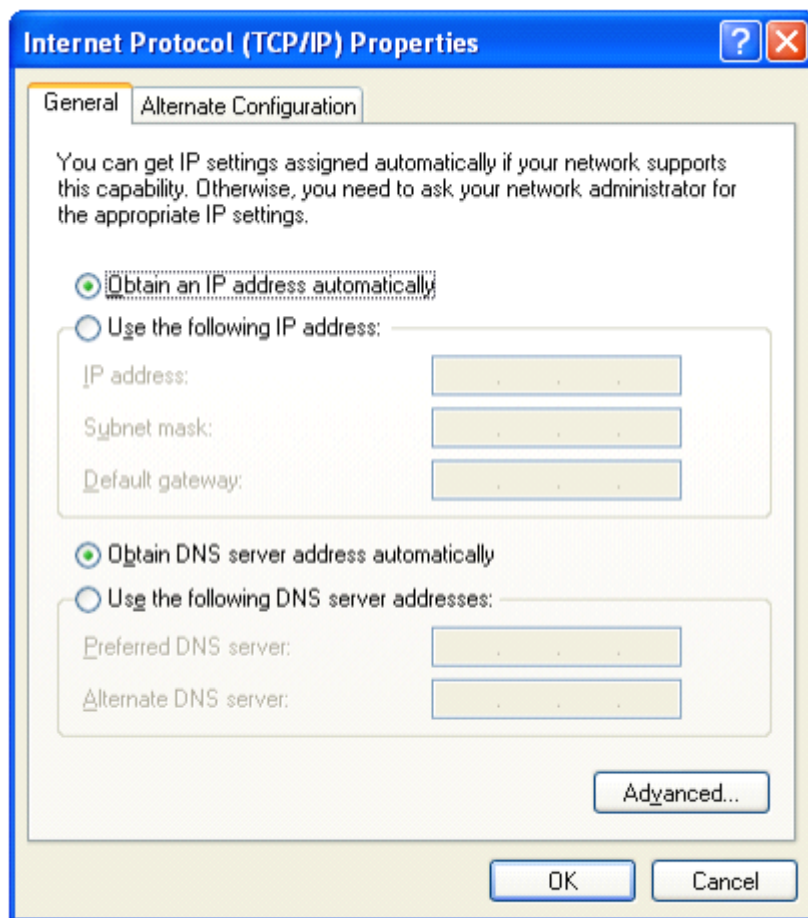 Internet Protocol (TCP/IP) Properties
General
Alternate Configuration
You can get IP settings assigned automatically if your network supports
this capability. Otherwise, you need to ask your network administrator for
the appropriate IP settings.
Obtain an IP address automatically
Use the following IP address:
IP address:
Subnet mask:
Default gateway:
Obtain DNS server address automatically
Use the following DNS server addresses:
Preferred DNS server:
Alternate DNS server:
Advanced...
OK
Cancel